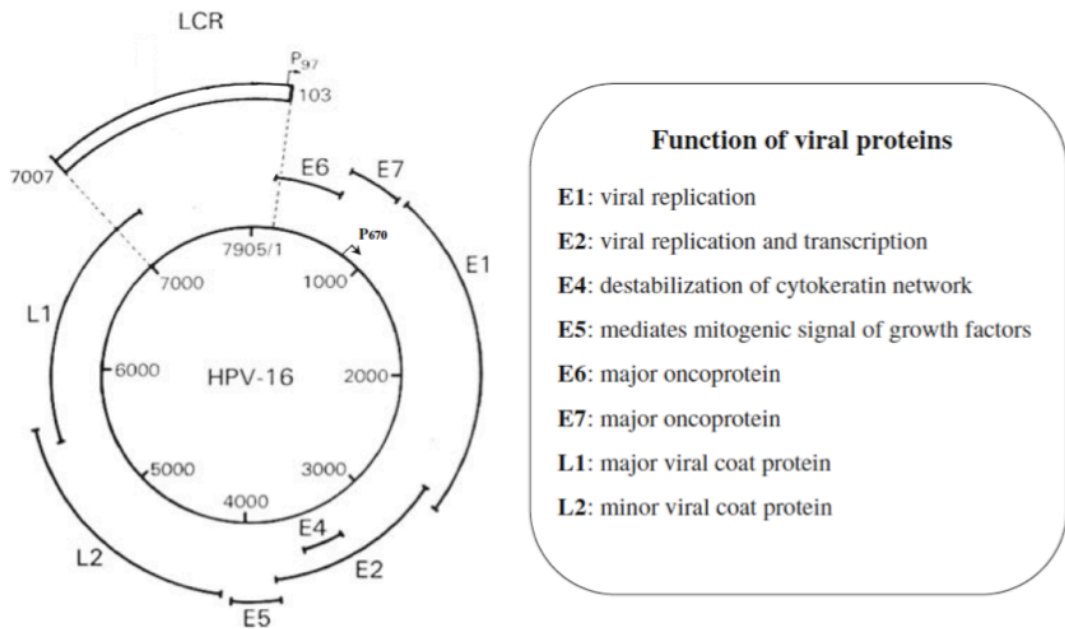 LCR
P97
103
7007
E6
E7
P670
7905/1
E1
7000
1000
L1
6000
HPV-16
2000
5000
3000
4000
E4
L2
E2
E5
Function of viral proteins
E1: viral replication
E2: viral replication and transcription
E4: destabilization of cytokeratin network
E5: mediates mitogenic signal of growth factors
E6: major oncoprotein
E7: major oncoprotein
L1: major viral coat protein
L2: minor viral coat protein